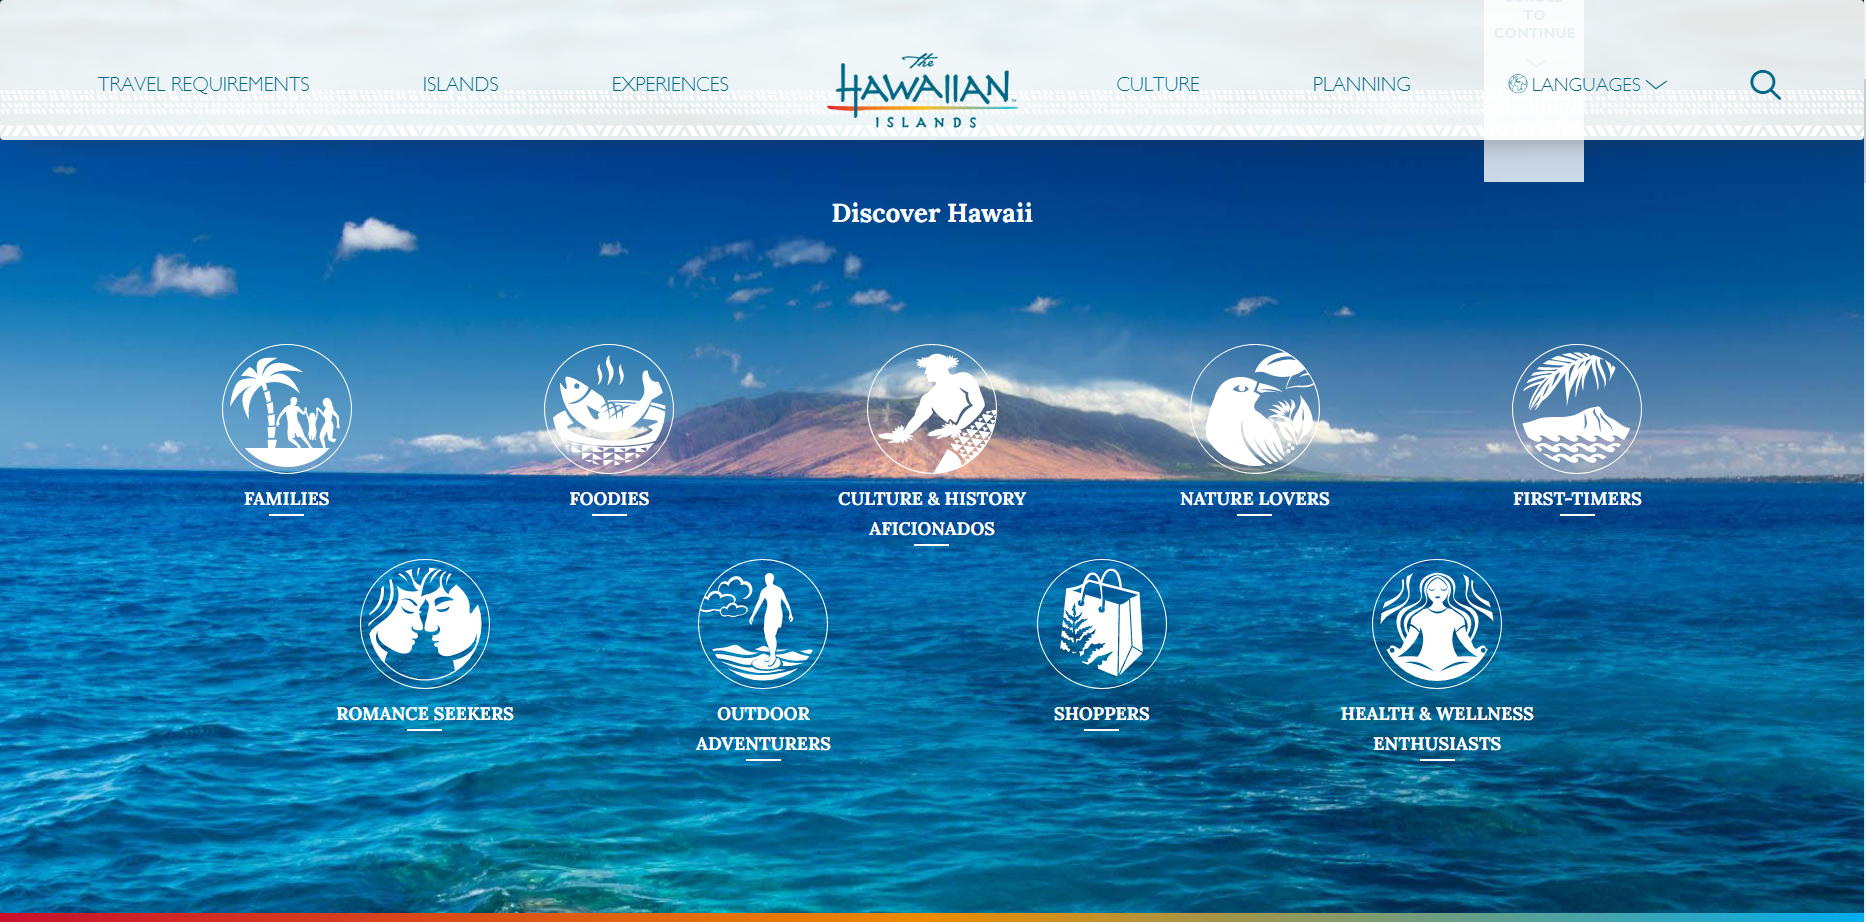 TO
CONTINUE
TRAVEL REQUIREMENTS
ISLANDS
EXPERIENCES
The
HAWAIIAN
ISLANDS
CULTURE
PLANNING
LANGUAGES
Discover Hawaii
FAMILIES
FOODIES
CULTURE & HISTORY
AFICIONADOS
NATURE LOVERS
FIRST-TIMERS
ROMANCE SEEKERS
OUTDOOR
ADVENTURERS
SHOPPERS
HEALTH & WELLNESS
ENTHUSIASTS